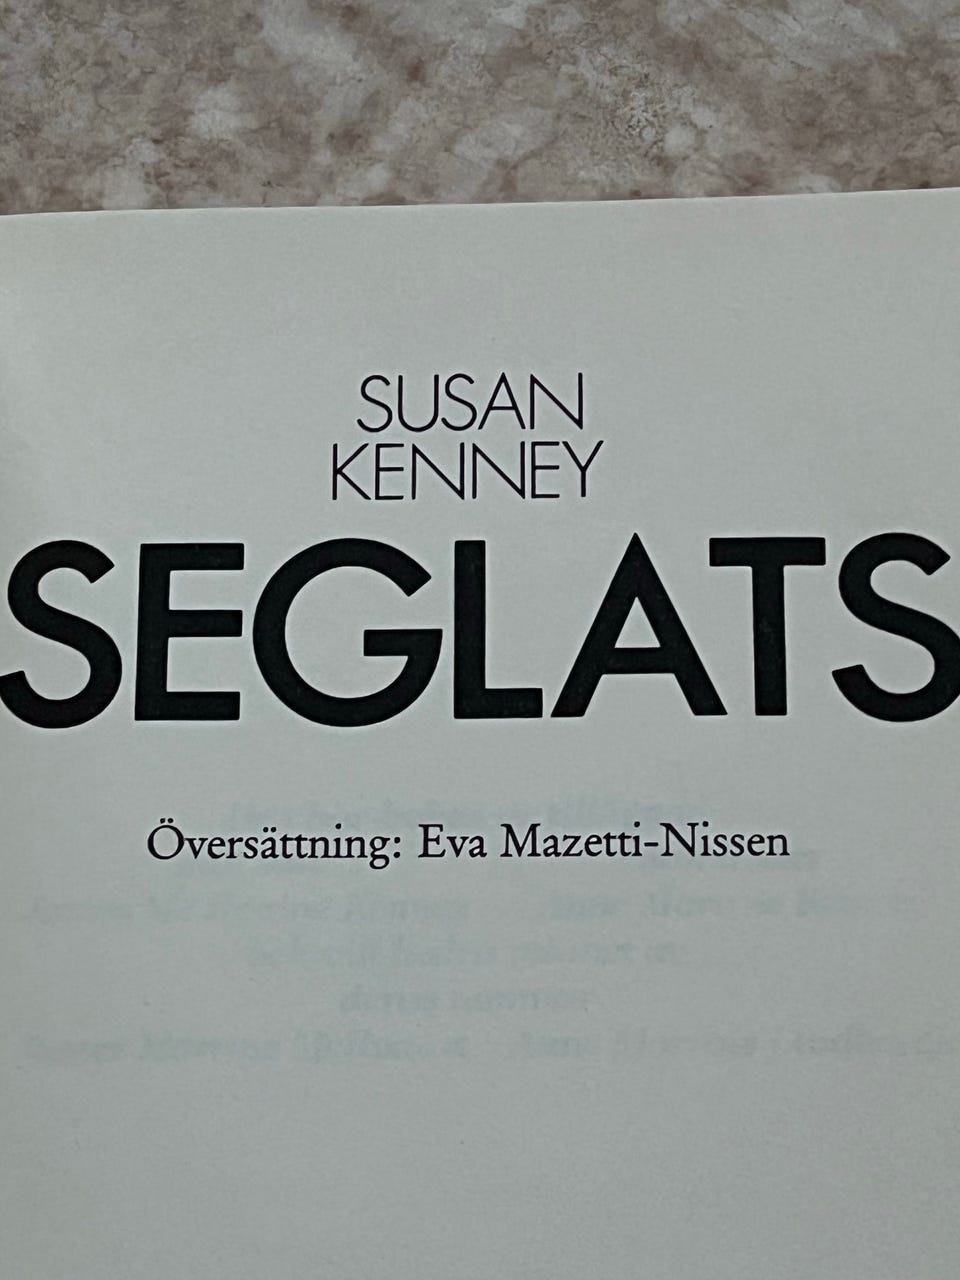 SUSAN
KENNEY
SEGLATS
Översättning: Eva Mazetti-Nissen